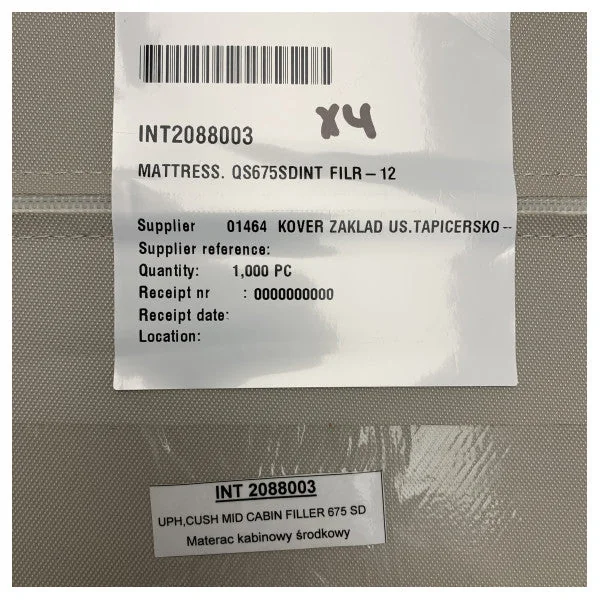 X4
INT2088003
MATTRESS. QS675SDINT FILR-12
Supplier 01464 KOVER ZAKLAD US.TAPICERSKO-
Supplier reference:
Quantity: 1,000 PC
Receipt nr : 0000000000
Receipt date:
Location:
INT 2088003
UPH,CUSH MID CABIN FILLER 675 SD
Materac kabinowy środkowy